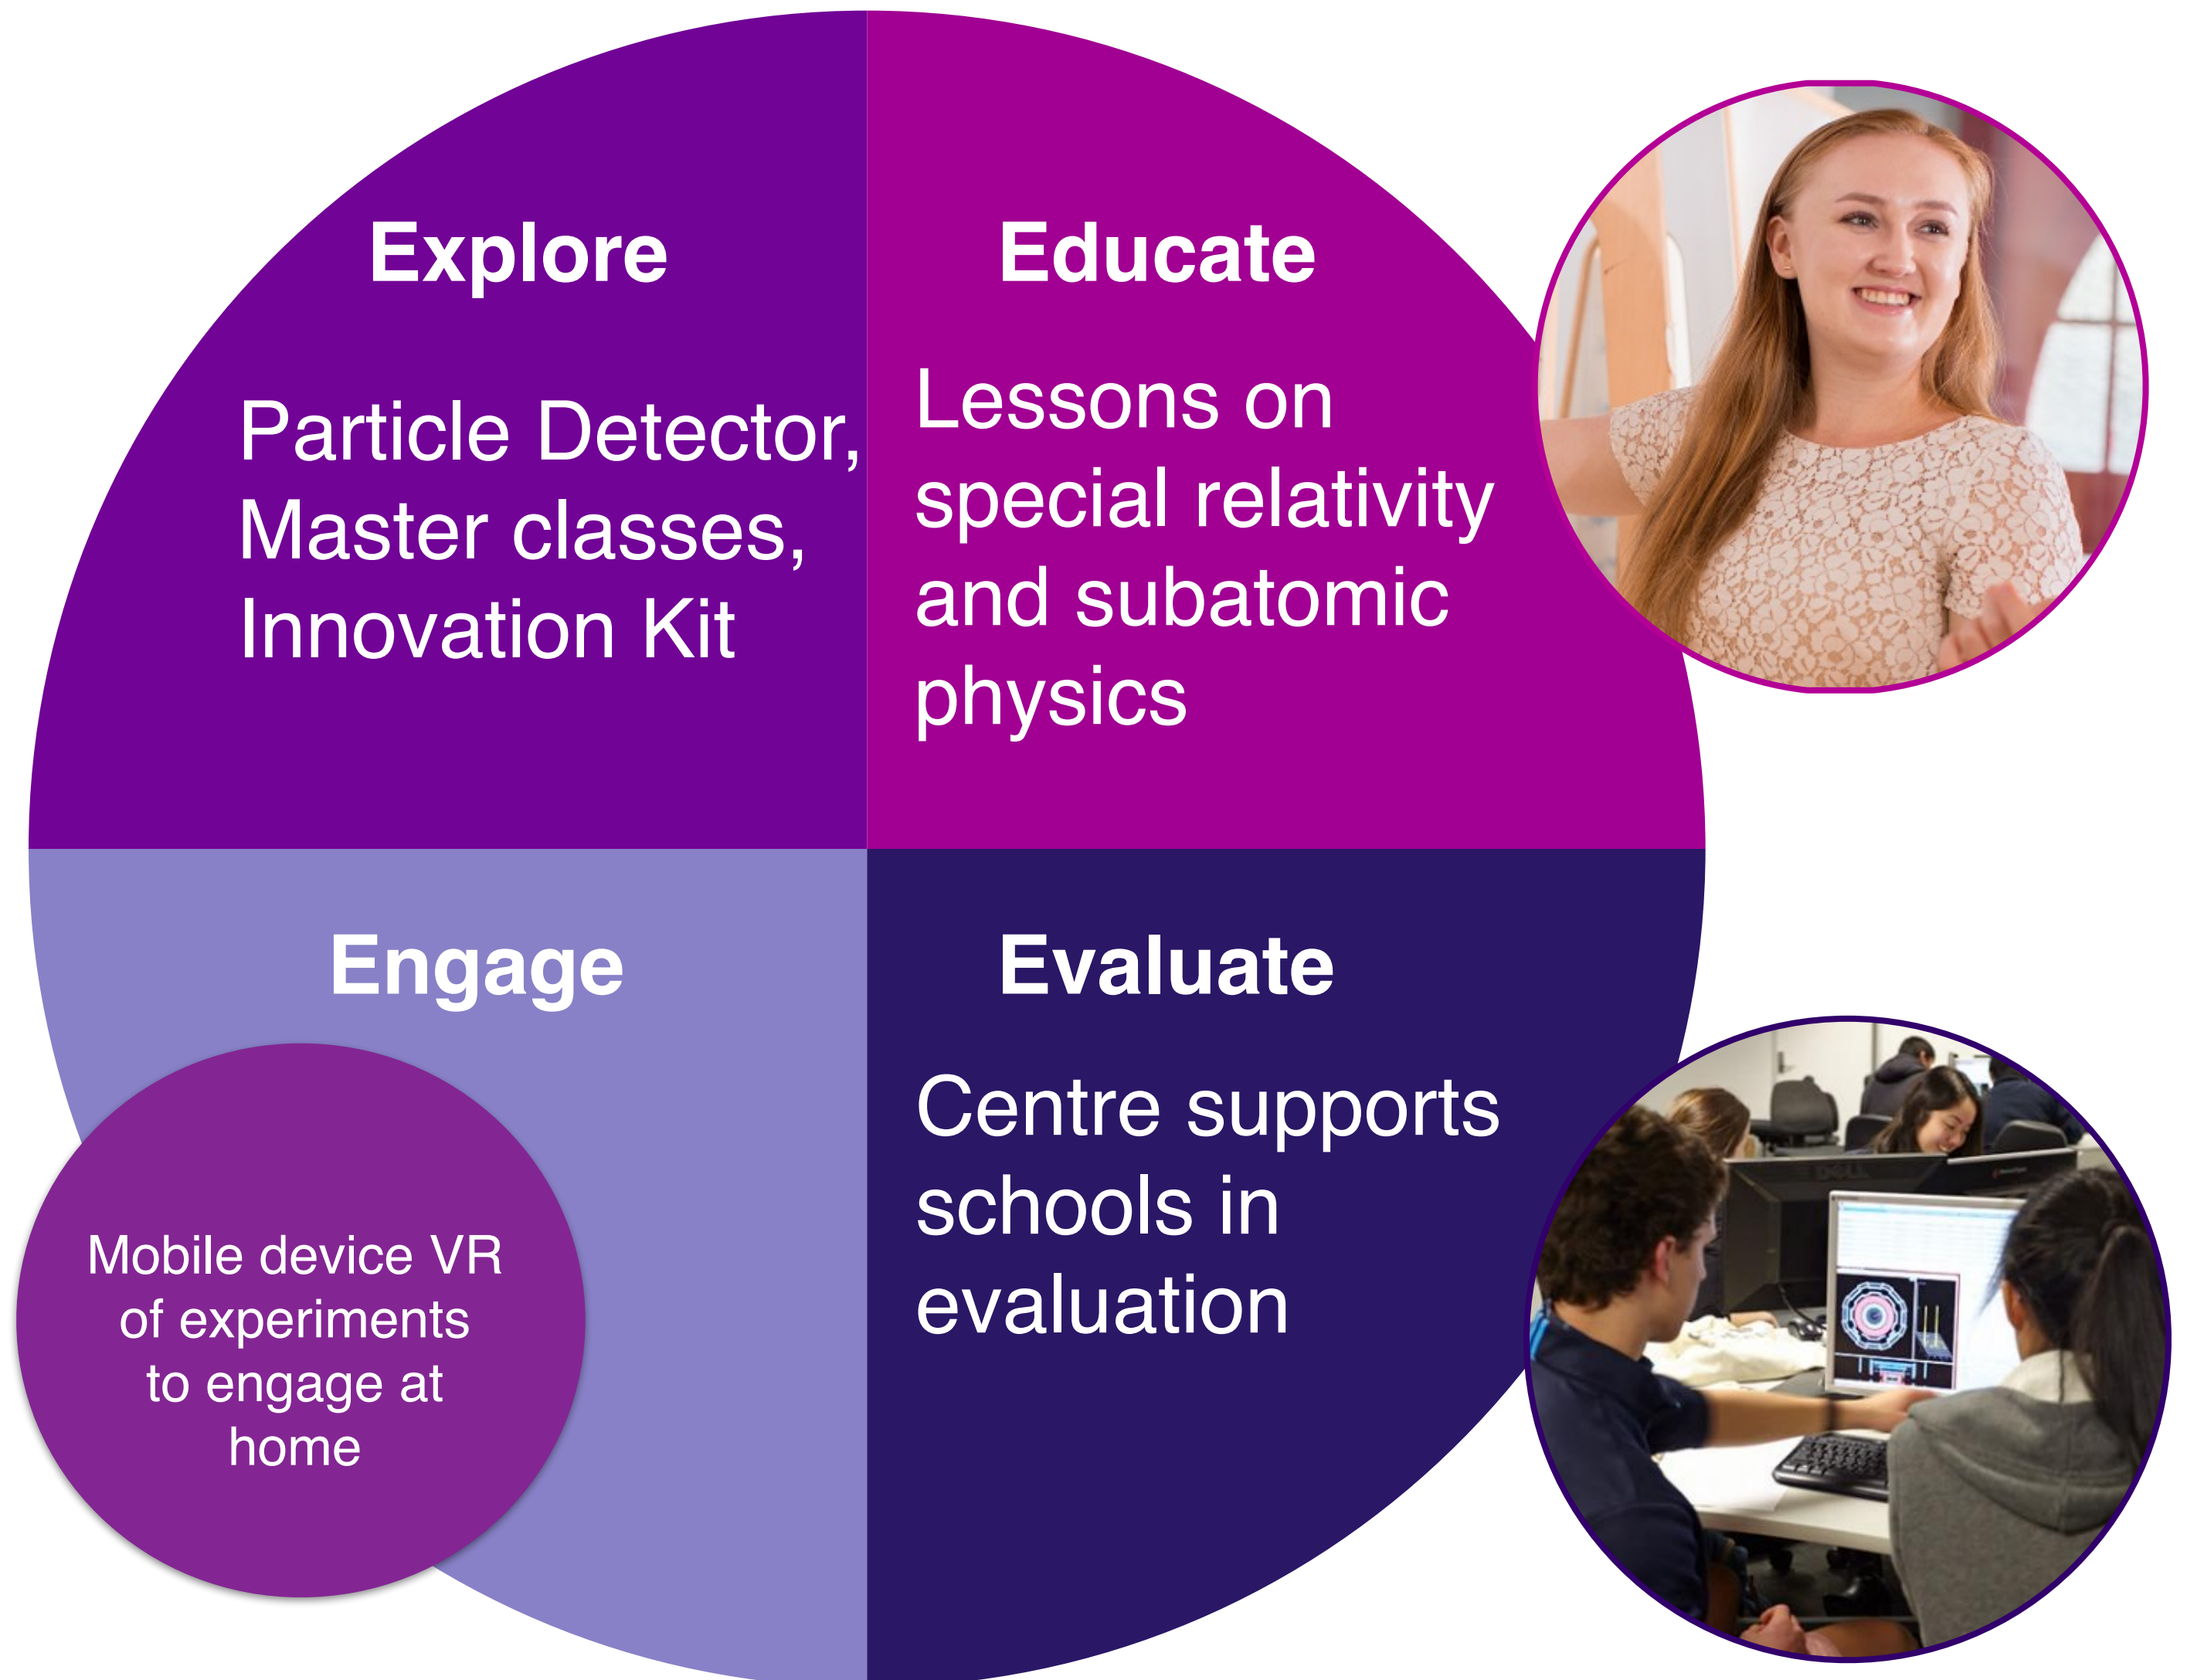 Explore
Particle Detector,
Master classes,
Innovation Kit
Educate
Lessons on
special relativity
and subatomic
physics
Engage
Mobile device VR
of experiments
to engage at
home
Evaluate
Centre supports
schools in
evaluation
DELL